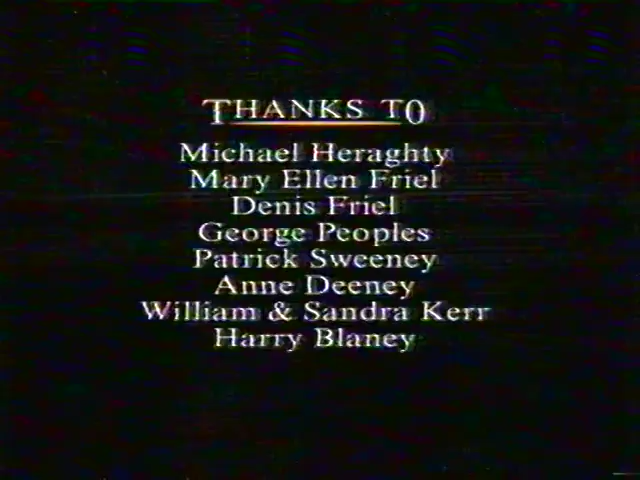 THANKS TO
Michael Heraghty
Mary Ellen Friel
Denis Friel
George Peoples
Patrick Sweeney
Anne Deeney
William & Sandra Kerr
Harry Blaney